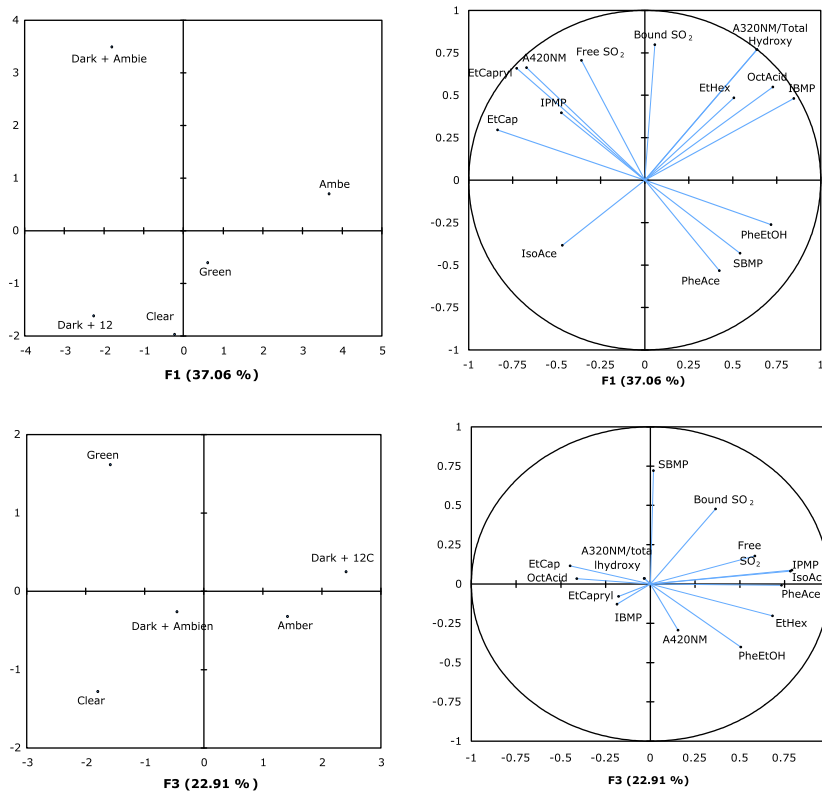 4
3
2
1
0
-1
-2
-4
-3
-2
-1
0
1
2
3
4
5
Dark + Ambie
Ambe
Green
Clear
Dark + 12
F1 (37.06 %)
1
0.75
0.5
0.25
0
-0.25
-0.5
-0.75
-1
-1
-0.75
-0.5
-0.25
0
0.25
0.5
0.75
1
A320NM/Total
Hydroxy
Bound SO2
Free SO2
A420NM
EtCapryl
OctAcid
IBMP
EtHex
IPMP
EtCap
IsoAce
PheEtOH
SBMP
PheAce
F1 (37.06 %)
2
1
0
-1
-2
-3
-2
-1
0
1
2
3
Green
Dark + 12C
Dark + Ambien
Amber
Clear
F3 (22.91 %)
1
0.75
0.5
0.25
0
-0.25
-0.5
-0.75
-1
-1
-0.75
-0.5
-0.25
0
0.25
0.5
0.75
SBMP
Bound SO2
Free
SO2
A320NM/tota
lhydroxy
EtCap
OctAcid
IPMP
IsoAc
PheAce
EtCapryl
IBMP
EtHex
A420NM
PheEtOH
F3 (22.91 %)